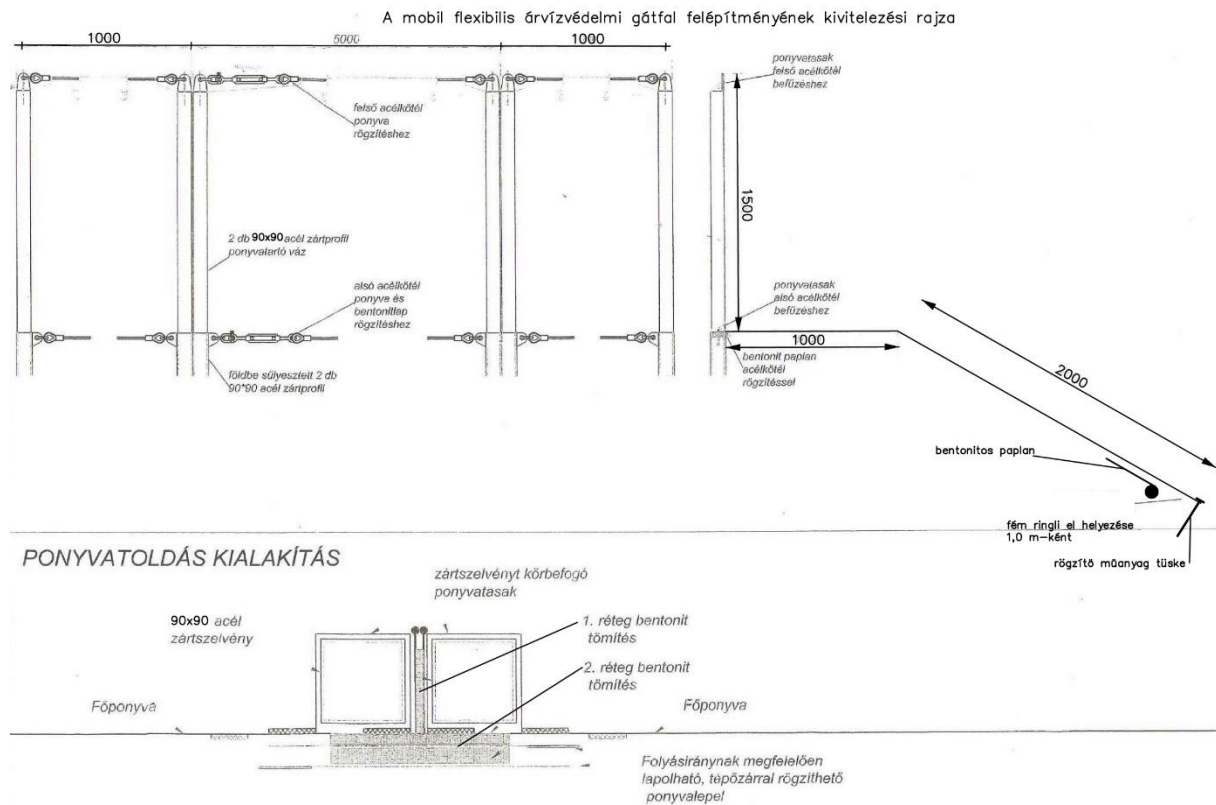 A mobil flexibilis árvízvédelmi gátfal felépítményének kivitelezési rajza
1000
5000
1000
felső acélkötél
ponyva
rögzítéshez
2 db 90x90 acél zártprofil
ponyvatartó váz
alsó acélkötél
ponyva és
bentonitlap
rögzítéshez
földbe súlyesztett 2 db
90*90 acél zártprofil
ponyvatasak
felső acélkötél
befűzéshez
1500
ponyvatasak
alsó acélkötél
befűzéshez
1000
bentonit paplan
acélkötél
rögzítéssel
2000
bentonitos paplan
fém ringli el helyezése
1,0 m-ként
rögzítő műanyag tüske
PONYVATOLDÁS KIALAKÍTÁS
zártszelvényt körbefogó
ponyvatasak
90x90 acél
zártszelvény
1. réteg bentonit
tömítés
2. réteg bentonit
tömítés
Főponyva
Főponyva
Folyásiránynak megfelelően
lapolható, tépőzárral rögzíthető
ponyvalepel